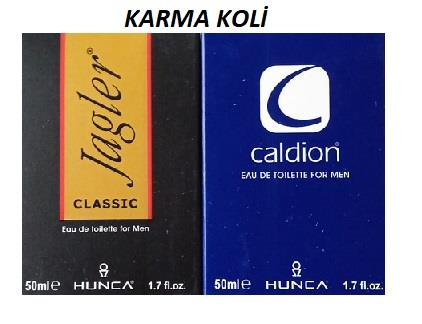 KARMA KOLİ
Jagler®
CLASSIC
Eau de toilette for Men
50ml e HUNCA 1.7 fl.oz.
caldion®
EAU DE TOILETTE FOR MEN
50ml e HUNCA 1.7 fl.oz.